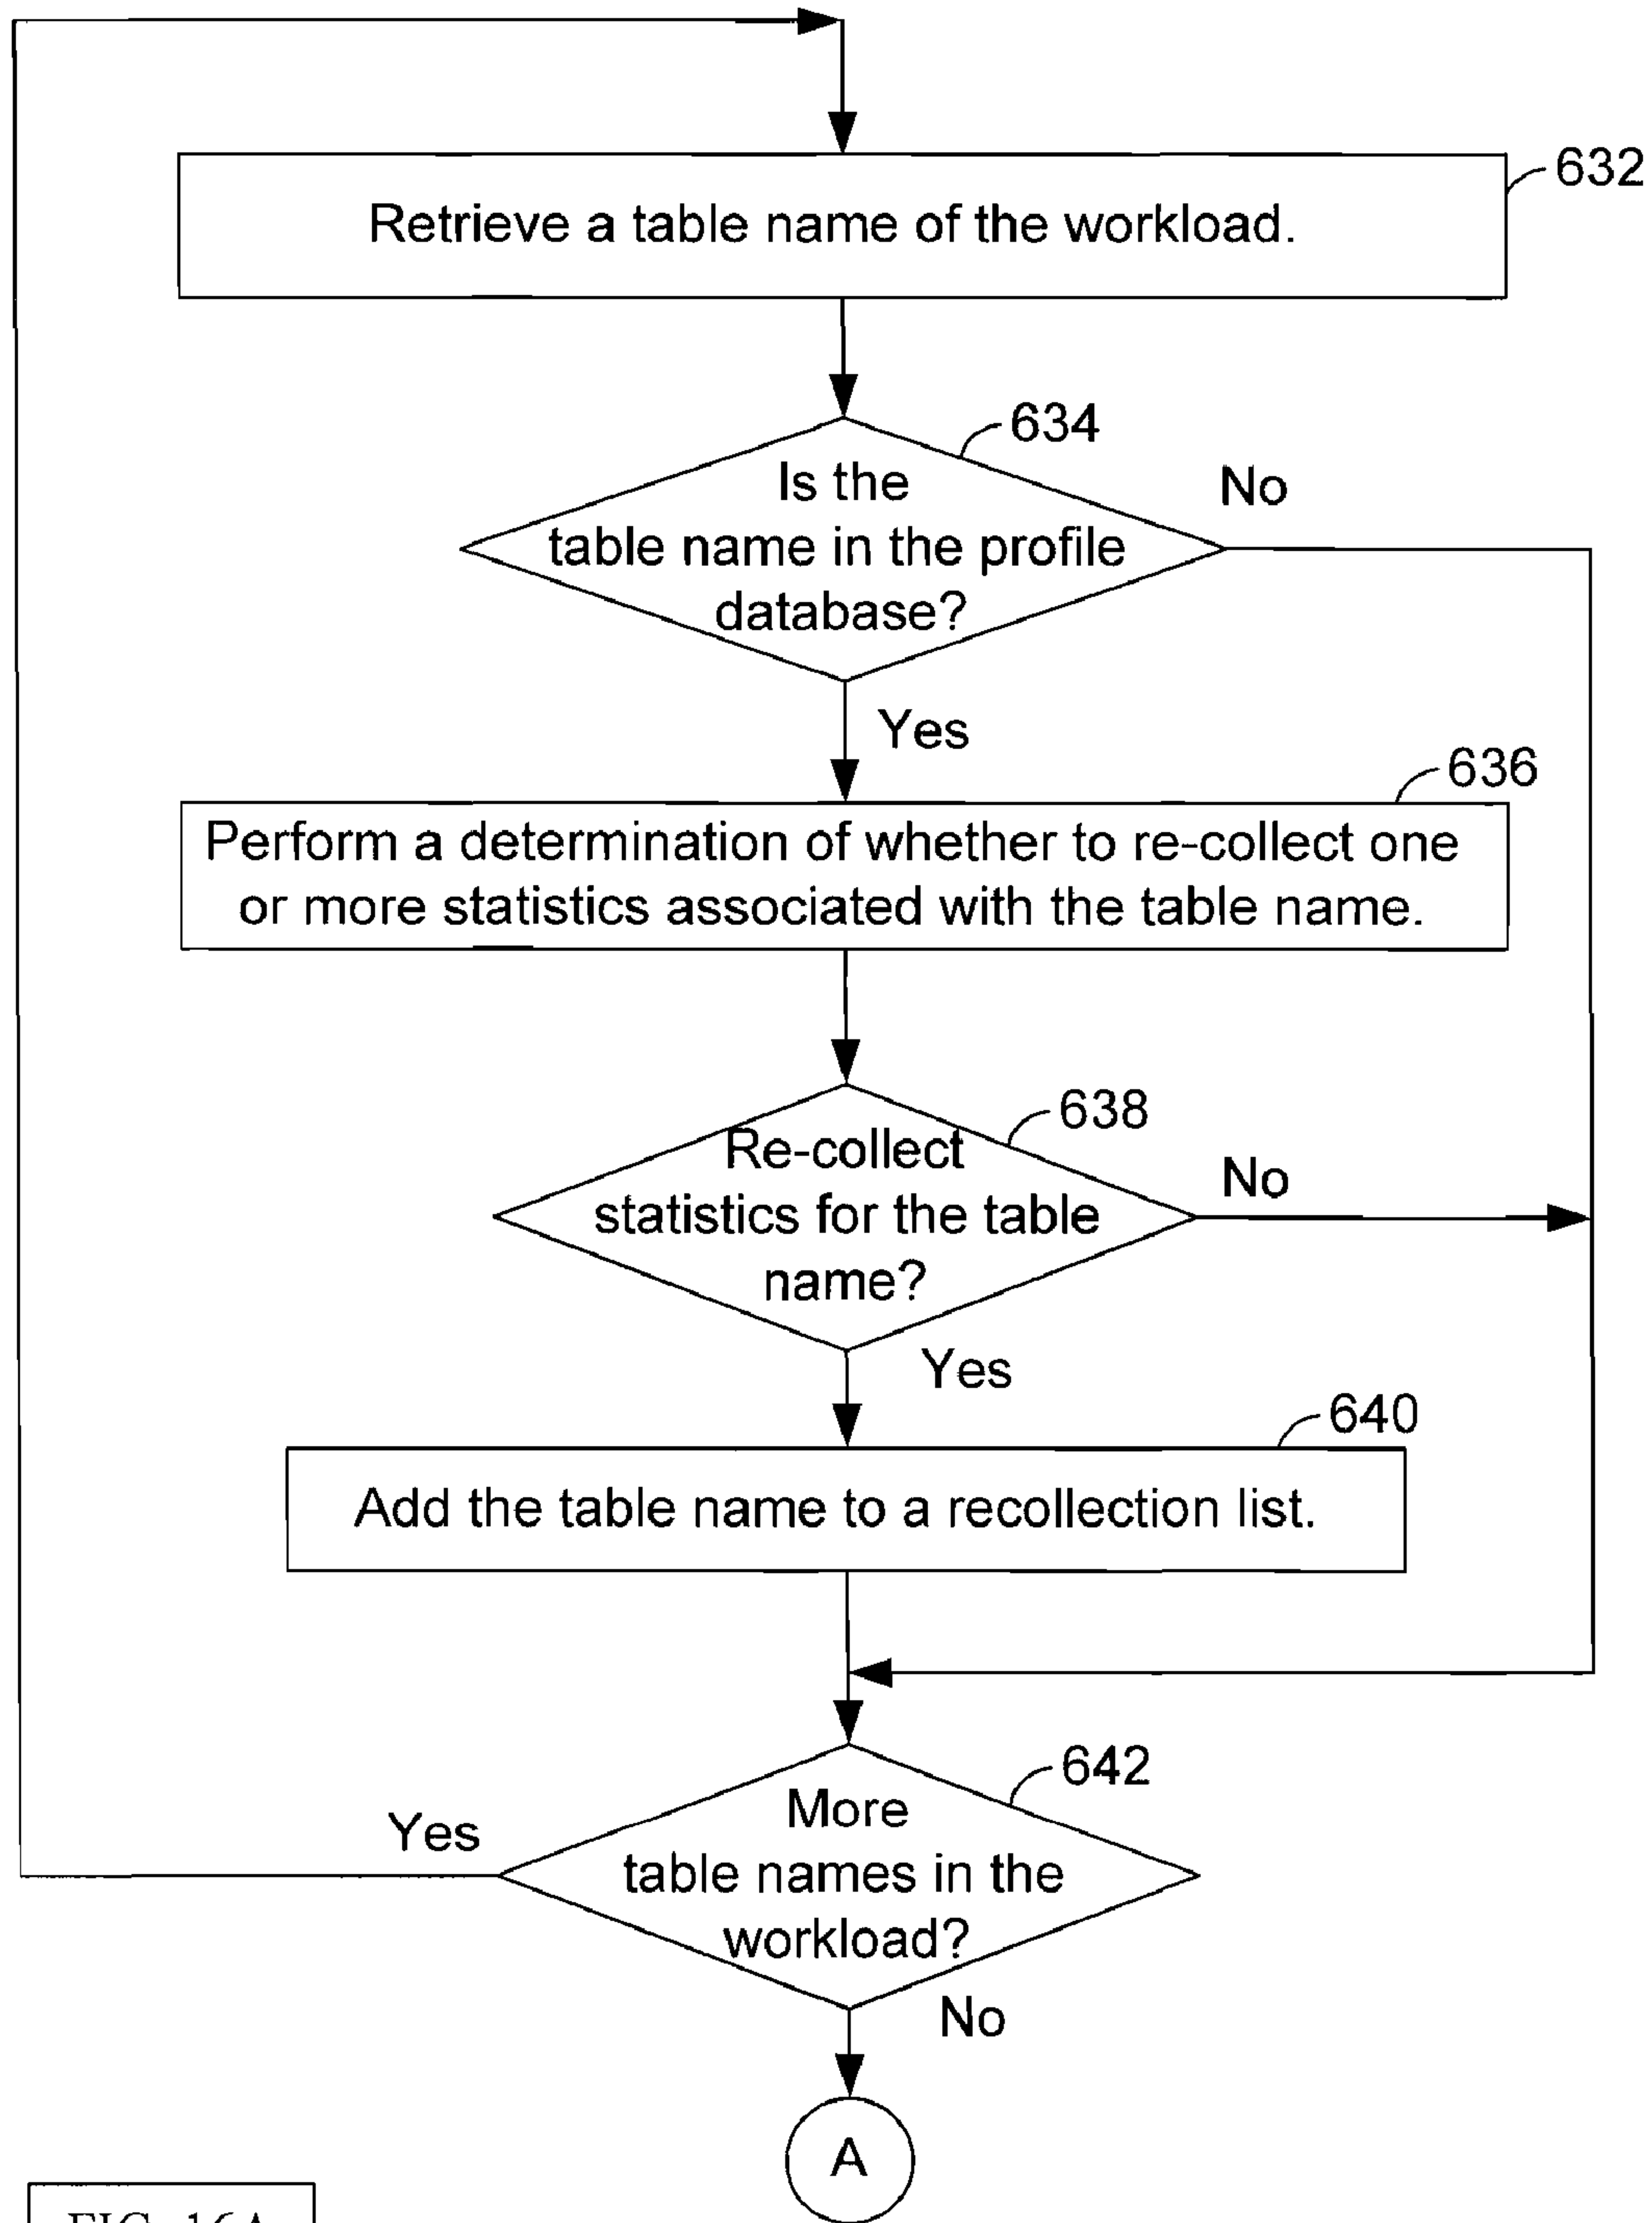 632
Retrieve a table name of the workload.
634
Is the
No
table name in the profile
database?
Yes
636
Perform a determination of whether to re-collect one
or more statistics associated with the table name.
638
Re-collect
No
statistics for the table
name?
Yes
640
Add the table name to a recollection list.
642
More
Yes
table names in the
workload?
No
A
FIG. 16A